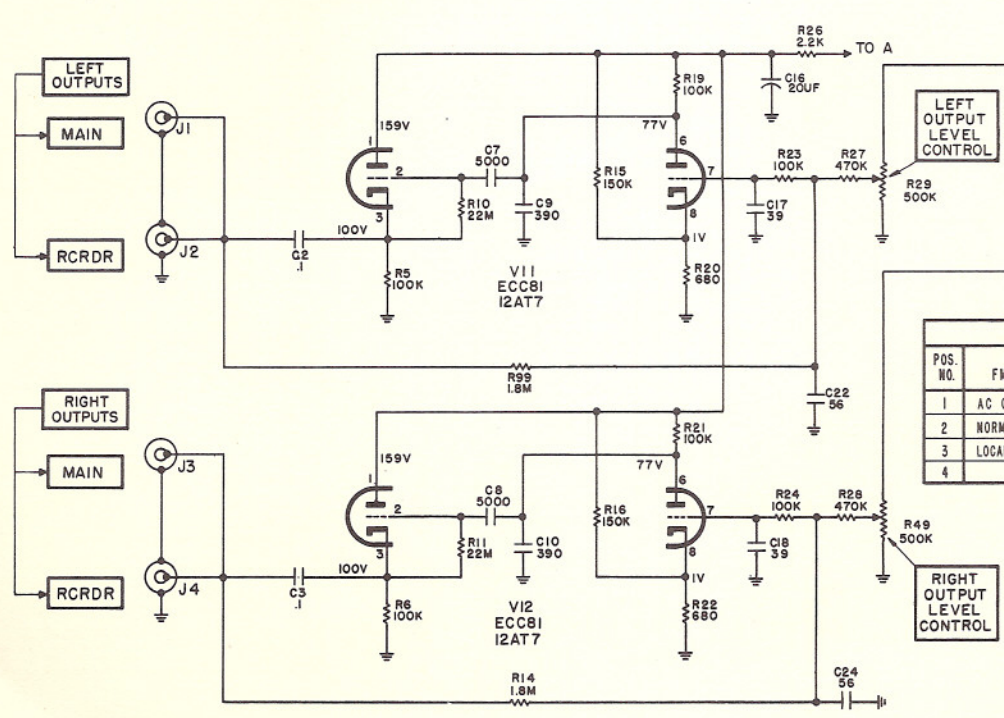 R26
2.2K
TO A
LEFT
OUTPUTS
MAIN
RCRDR
J1
J2
159V
1
2
3
C7
5000
R10
22M
C9
390
100V
C2
.1
R5
100K
V11
ECC81
12AT7
R15
150K
R19
100K
77V
6
7
8
1V
R20
680
C16
20UF
R23
100K
C17
39
R27
470K
R29
500K
LEFT
OUTPUT
LEVEL
CONTROL
R99
1.8M
C22
56
POS.
NO.
FM
1
AC
2
NORM
3
LOCAL
4
RIGHT
OUTPUTS
MAIN
RCRDR
J3
J4
159V
1
2
3
C8
5000
R11
22M
C10
390
100V
C3
.1
R6
100K
V12
ECC81
12AT7
R16
150K
R21
100K
77V
6
7
8
1V
R22
680
R24
100K
C18
39
R28
470K
R49
500K
RIGHT
OUTPUT
LEVEL
CONTROL
R14
1.8M
C24
56